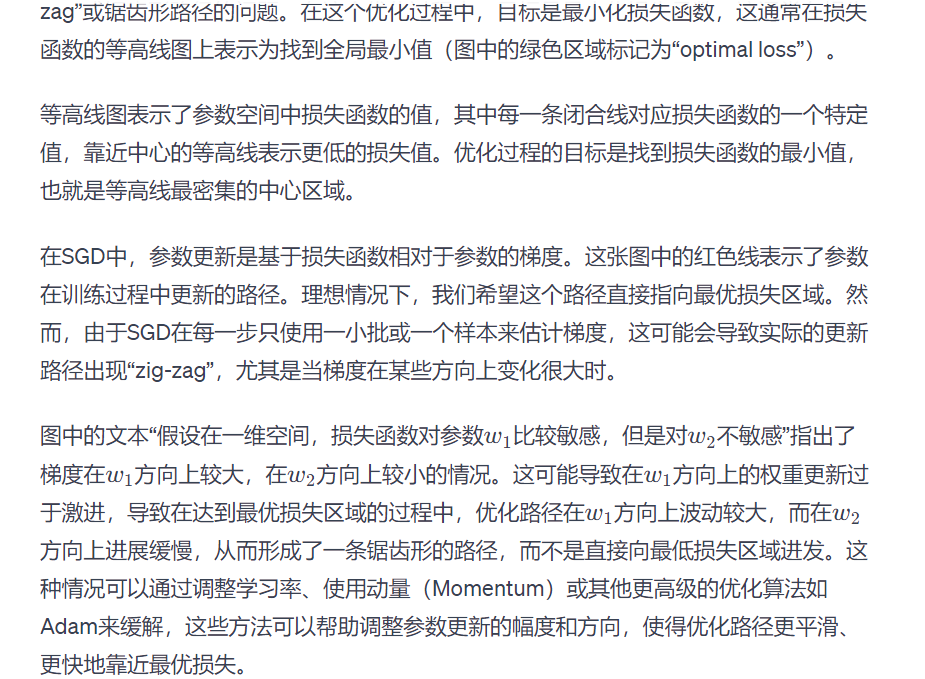 zag”或锯齿形路径的问题。在这个优化过程中，目标是最小化损失函数，这通常在损失
函数的等高线图上表示为找到全局最小值（图中的绿色区域标记为“optimal loss”）。
等高线图表示了参数空间中损失函数的值，其中每一条闭合线对应损失函数的一个特定
值，靠近中心的等高线表示更低的损失值。优化过程的目标是找到损失函数的最小值，
也就是等高线最密集的中心区域。
在SGD中，参数更新是基于损失函数相对于参数的梯度。这张图中的红色线表示了参数
在训练过程中更新的路径。理想情况下，我们希望这个路径直接指向最优损失区域。然
而，由于SGD在每一步只使用一小批或一个样本来估计梯度，这可能会导致实际的更新
路径出现“zig-zag”，尤其是当梯度在某些方向上变化很大时。
图中的文本“假设在一维空间，损失函数对参数w₁比较敏感，但是对w₂不敏感”指出了
梯度在w₁方向上较大，在w₂方向上较小的情况。这可能导致在w₁方向上的权重更新过
于激进，导致在达到最优损失区域的过程中，优化路径在w₁方向上波动较大，而在w₂
方向上进展缓慢，从而形成了一条锯齿形的路径，而不是直接向最低损失区域进发。这
种情况可以通过调整学习率、使用动量（Momentum）或其他更高级的优化算法如
Adam来缓解，这些方法可以帮助调整参数更新的幅度和方向，使得优化路径更平滑、
更快地靠近最优损失。